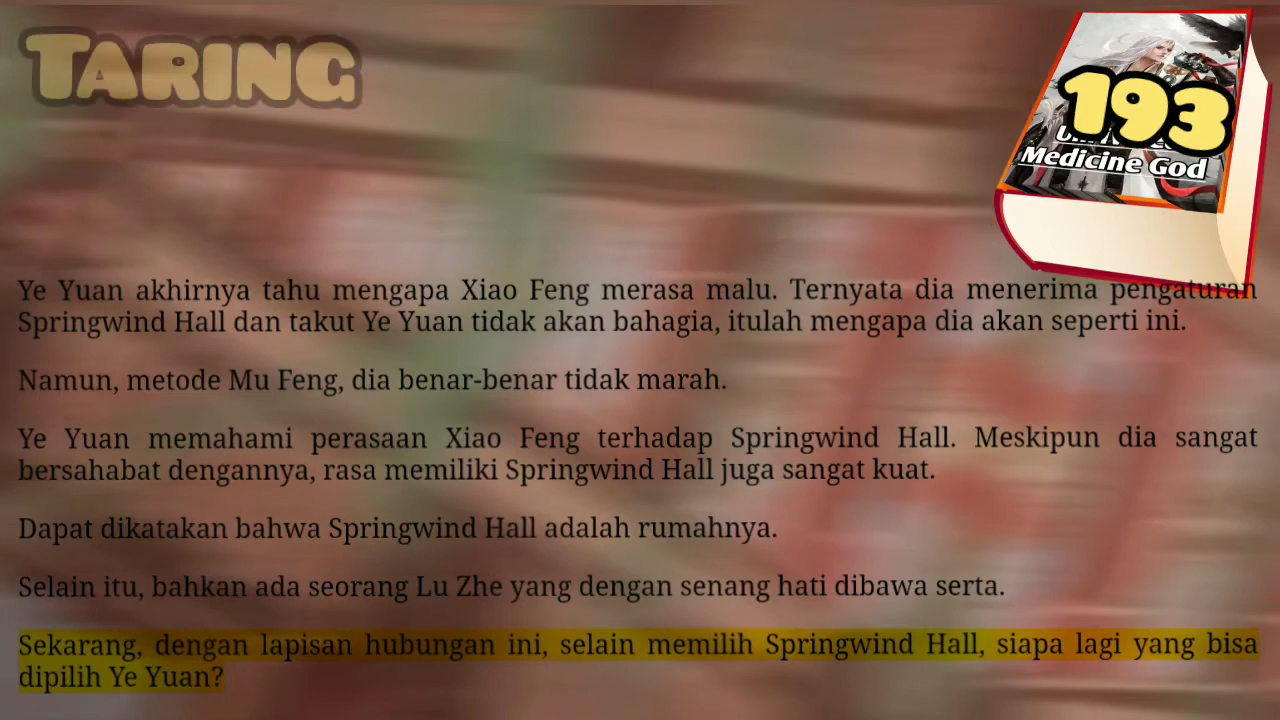 TARING
193
Medicine God
Ye Yuan akhirnya tahu mengapa Xiao Feng merasa malu. Ternyata dia menerima pengaturan
Springwind Hall dan takut Ye Yuan tidak akan bahagia, itulah mengapa dia akan seperti ini.
Namun, metode Mu Feng, dia benar-benar tidak marah.
Ye Yuan memahami perasaan Xiao Feng terhadap Springwind Hall. Meskipun dia sangat
bersahabat dengannya, rasa memiliki Springwind Hall juga sangat kuat.
Dapat dikatakan bahwa Springwind Hall adalah rumahnya.
Selain itu, bahkan ada seorang Lu Zhe yang dengan senang hati dibawa serta.
Sekarang, dengan lapisan hubungan ini, selain memilih Springwind Hall, siapa lagi yang bisa
dipilih Ye Yuan?